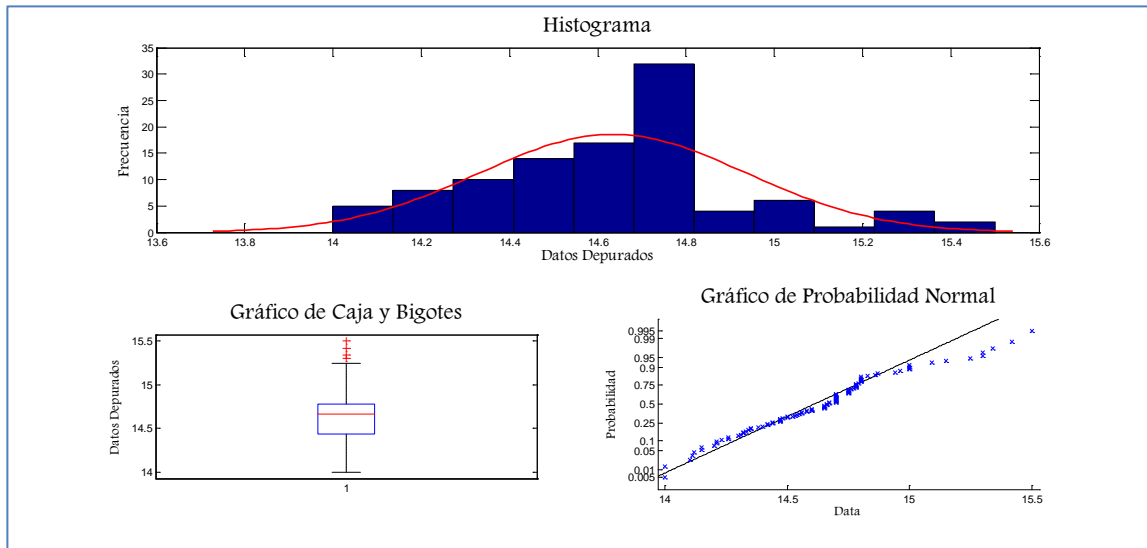 Histograma
35
30
25
20
15
10
5
0
Frecuencia
13.6 13.8 14 14.2 14.4 14.6 14.8 15 15.2 15.4 15.6
Datos Depurados
Gráfico de Caja y Bigotes
15.5
15
14.5
14
Datos Depurados
1
Gráfico de Probabilidad Normal
0.995
0.99
0.95
0.9
0.75
0.5
0.25
0.1
0.05
0.01
0.005
Probabilidad
14 14.5 15 15.5
Data